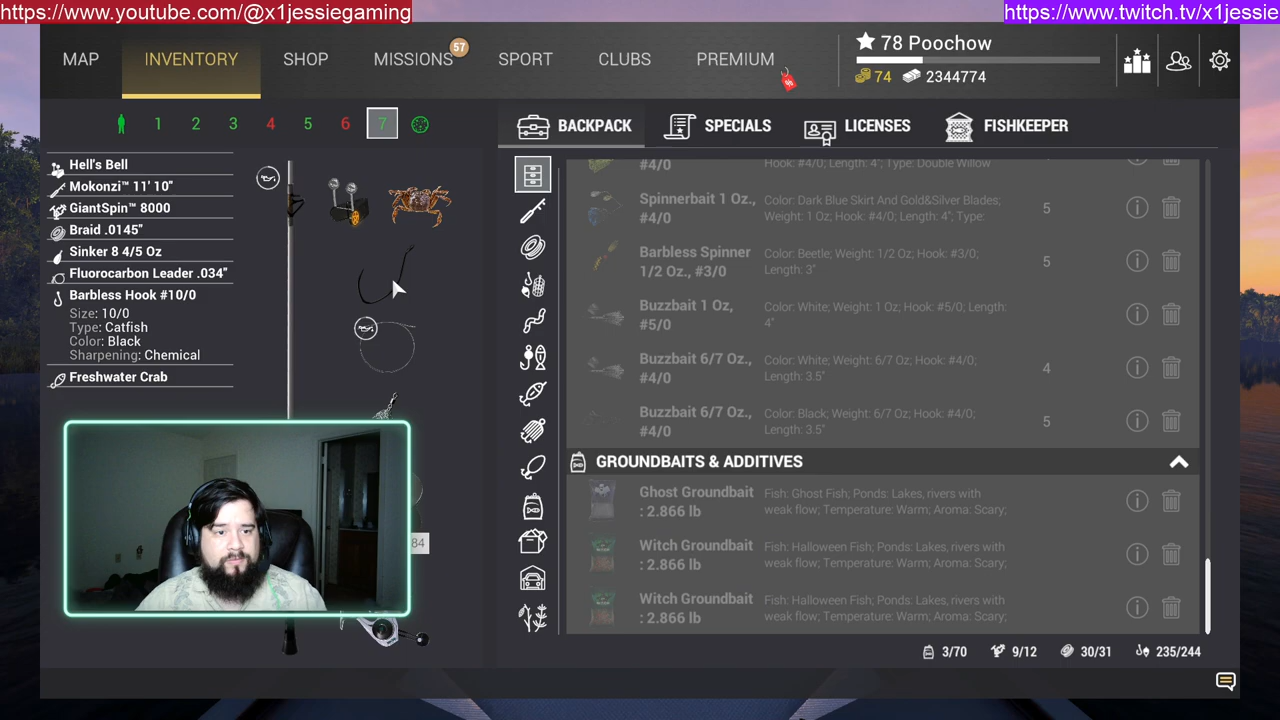 https://www.youtube.com/@x1jessiegaming
https://www.twitch.tv/x1jessie
MAP
INVENTORY
SHOP
MISSIONS
57
SPORT
CLUBS
PREMIUM
78 Poochow
74
2344774
1 2 3 4 5 6 7
BACKPACK
SPECIALS
LICENSES
FISHKEEPER
Hell's Bell
Mokonzi™ 11' 10"
GiantSpin™ 8000
Braid .0145"
Sinker 8 4/5 Oz
Fluorocarbon Leader .034"
Barbless Hook #10/0
Size: 10/0
Type: Catfish
Color: Black
Sharpening: Chemical
Freshwater Crab
84
#4/0
Hook: #4/0, Length: 4"; Type: Double Willow
Spinnerbait 1 Oz.,
#4/0
Color: Dark Blue Skirt And Gold&Silver Blades,
Weight: 1 Oz; Hook: #4/0, Length: 4"; Type:
5
Barbless Spinner
1/2 Oz., #3/0
Color: Beetle; Weight: 1/2 Oz; Hook: #3/0;
Length: 3"
5
Buzzbait 1 Oz,
#5/0
Color: White; Weight: 1 Oz; Hook: #5/0, Length:
4"
5
Buzzbait 6/7 Oz.,
#4/0
Color: White; Weight: 6/7 Oz; Hook: #4/0;
Length: 3.5"
4
Buzzbait 6/7 Oz.,
#4/0
Color: Black; Weight: 6/7 Oz; Hook: #4/0;
Length: 3.5"
5
GROUNDBAITS & ADDITIVES
Ghost Groundbait
: 2.866 lb
Fish: Ghost Fish; Ponds: Lakes, rivers with
weak flow; Temperature: Warm; Aroma: Scary;
Witch Groundbait
: 2.866 lb
Fish: Halloween Fish; Ponds: Lakes, rivers with
weak flow; Temperature: Warm; Aroma: Scary;
Witch Groundbait
: 2.866 lb
Fish: Halloween Fish; Ponds: Lakes, rivers with
weak flow; Temperature: Warm; Aroma: Scary;
3/70
9/12
30/31
235/244